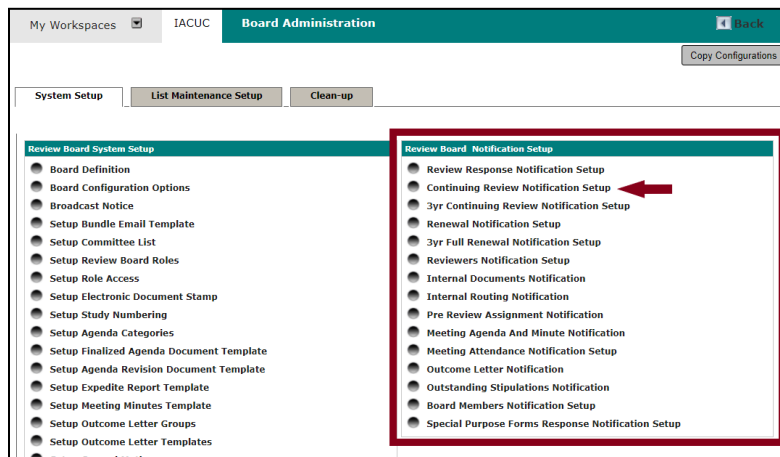 My Workspaces IACUC Board Administration Back
Copy Configurations
System Setup List Maintenance Setup Clean-up
Review Board System Setup
Board Definition
Board Configuration Options
Broadcast Notice
Setup Bundle Email Template
Setup Committee List
Setup Review Board Roles
Setup Role Access
Setup Electronic Document Stamp
Setup Study Numbering
Setup Agenda Categories
Setup Finalized Agenda Document Template
Setup Agenda Revision Document Template
Setup Expedite Report Template
Setup Meeting Minutes Template
Setup Outcome Letter Groups
Setup Outcome Letter Templates
Review Board Notification Setup
Review Response Notification Setup
Continuing Review Notification Setup
3yr Continuing Review Notification Setup
Renewal Notification Setup
3yr Full Renewal Notification Setup
Reviewers Notification Setup
Internal Documents Notification
Internal Routing Notification
Pre Review Assignment Notification
Meeting Agenda And Minute Notification
Meeting Attendance Notification Setup
Outcome Letter Notification
Outstanding Stipulations Notification
Board Members Notification Setup
Special Purpose Forms Response Notification Setup